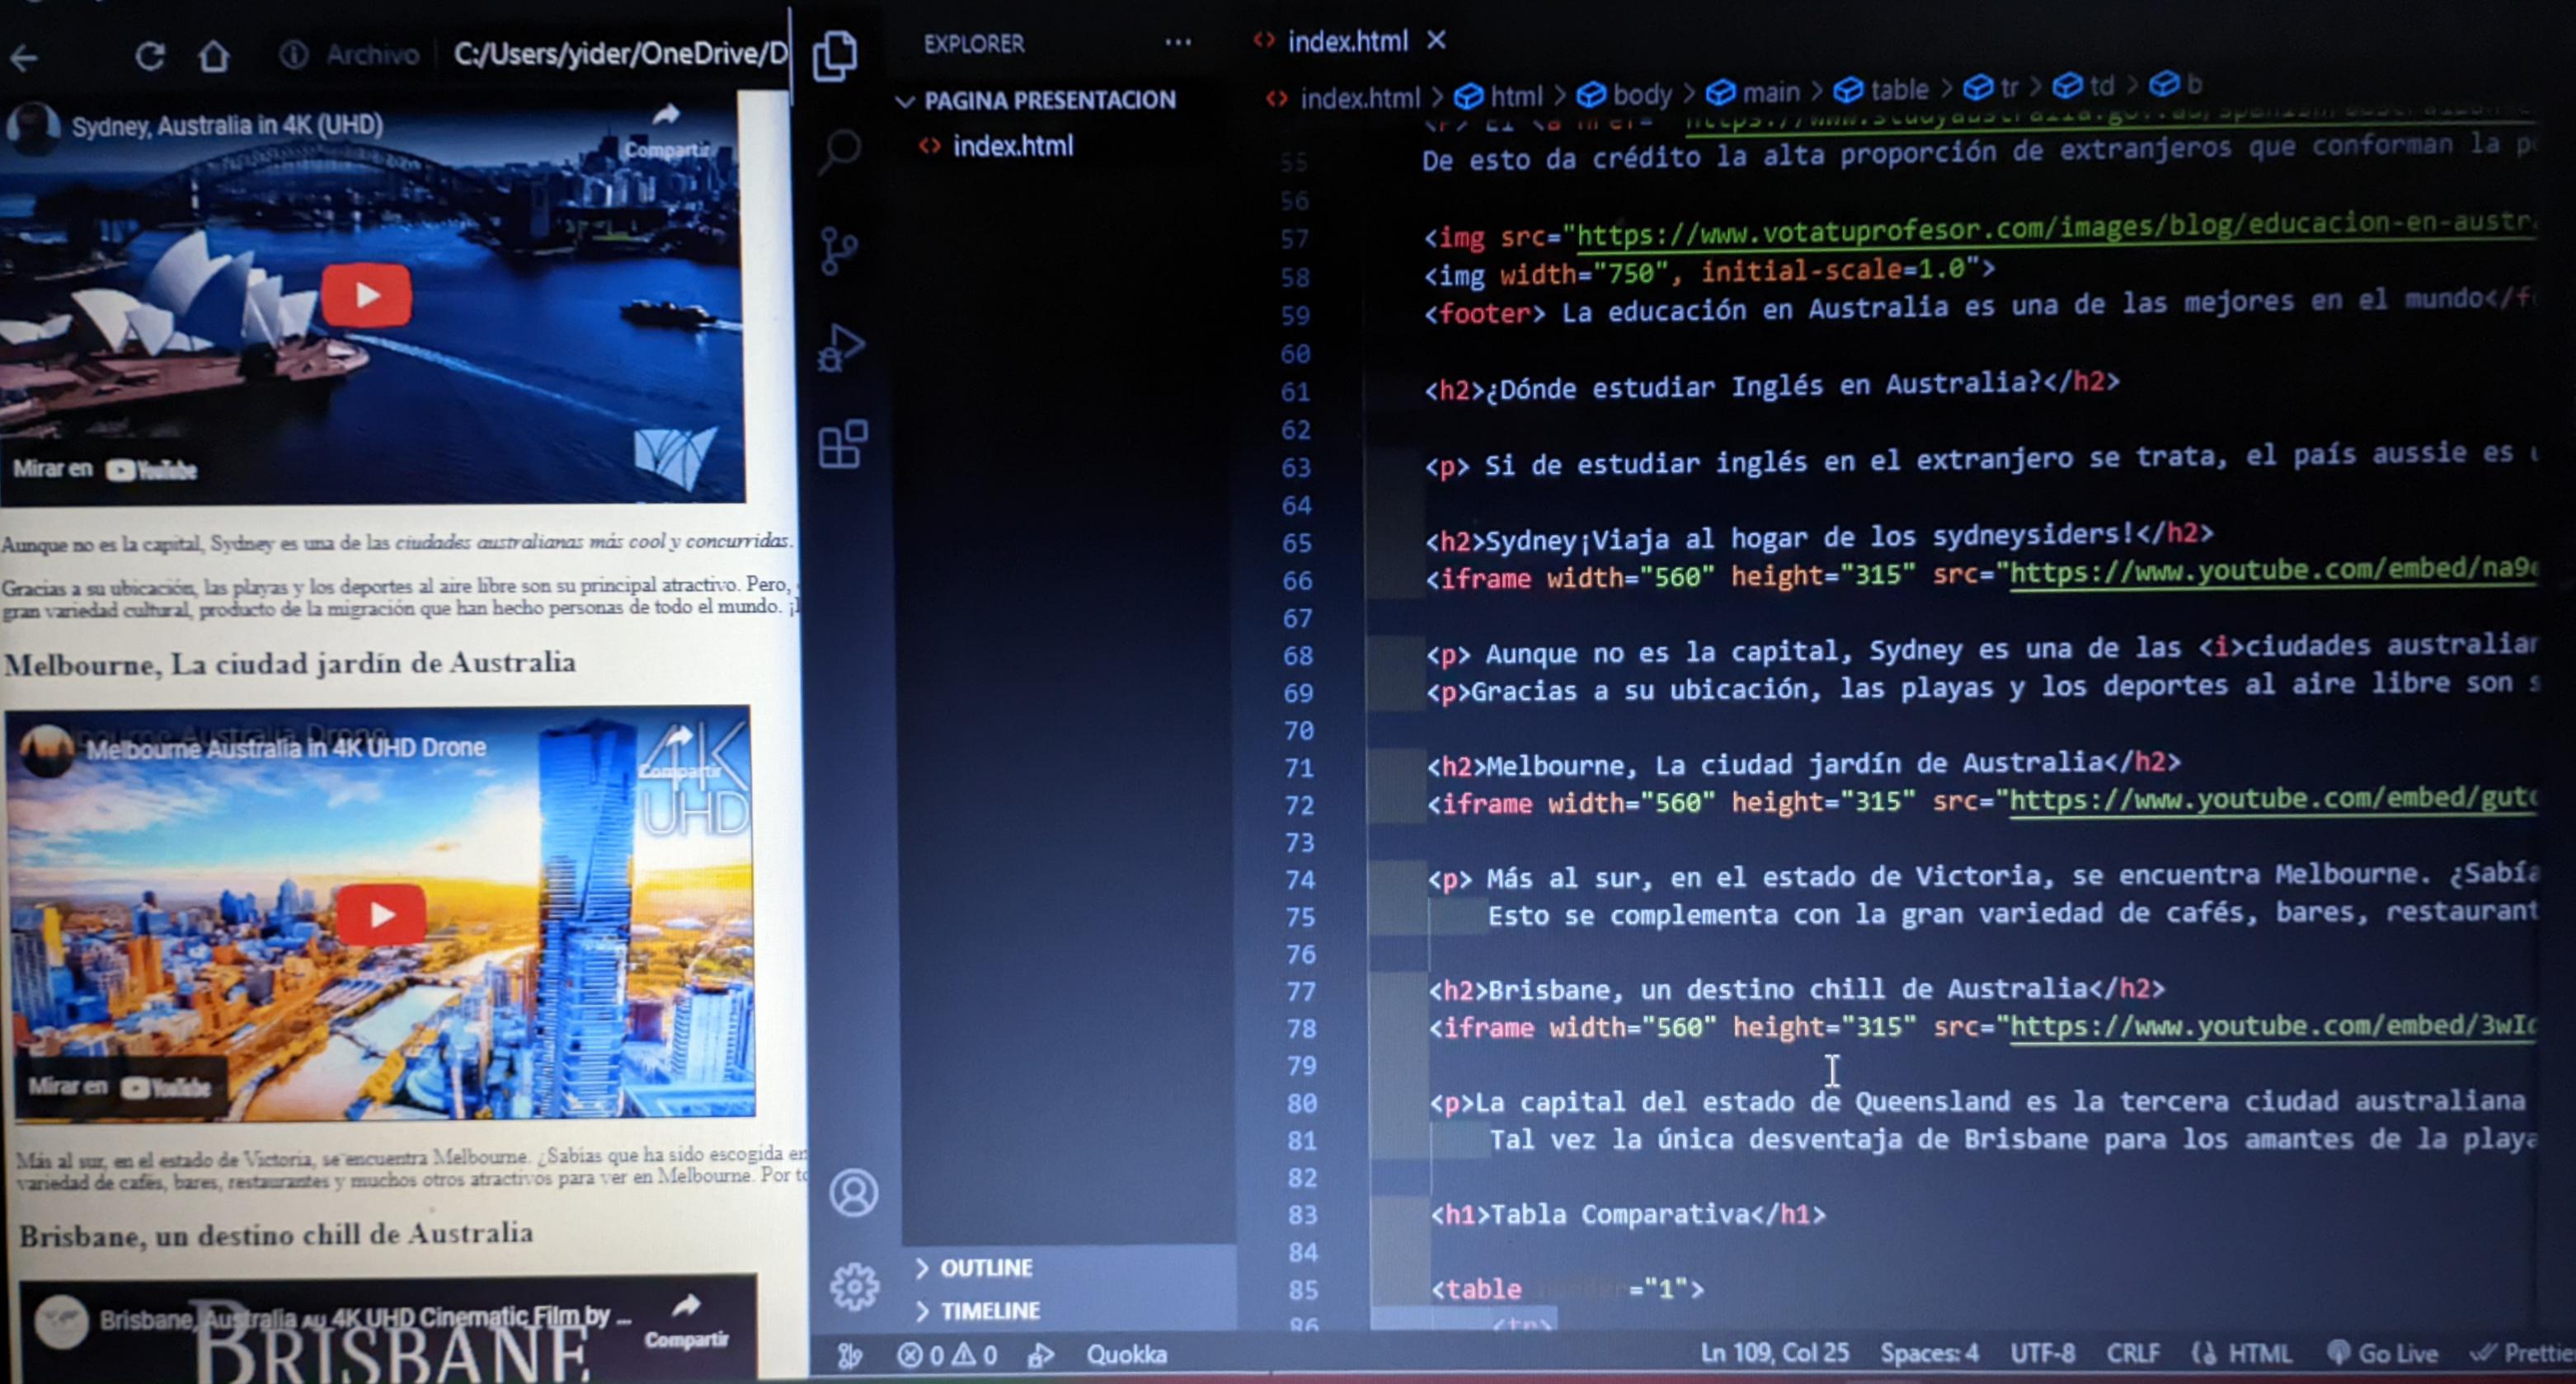 Archivo C:/Users/yider/OneDrive/D
Sydney, Australia in 4K (UHD)
Compartir
Mirar en YouTube
Aunque no es la capital, Sydney es una de las ciudades australianas más cool y concurridas.
Gracias a su ubicación, las playas y los deportes al aire libre son su principal atractivo. Pero,
gran variedad cultural, producto de la migración que han hecho personas de todo el mundo.
Melbourne, La ciudad jardín de Australia
Melbourne Australia in 4K UHD Drone
4K
Compartir
UHD
Mirar en YouTube
Más al sur, en el estado de Victoria, se encuentra Melbourne. ¿Sabías que ha sido escogida en
variedad de cafés, bares, restaurantes y muchos otros atractivos para ver en Melbourne. Por to
Brisbane, un destino chill de Australia
Brisbane, Australia AU 4K UHD Cinematic Film by ...
Compartir
BRISBANE
EXPLORER ...
PAGINA PRESENTACION
<> index.html
OUTLINE
TIMELINE
<> index.html ×
<> index.html > html > body > main > table > tr > td > b
55 De esto da crédito la alta proporción de extranjeros que conforman la p
56
57 <img src="https://www.votatuprofesor.com/images/blog/educacion-en-austr
58 <img width="750", initial-scale=1.0">
59 <footer> La educación en Australia es una de las mejores en el mundo</f
60
61 <h2>¿Dónde estudiar Inglés en Australia?</h2>
62
63 <p> Si de estudiar inglés en el extranjero se trata, el país aussie es
64
65 <h2>Sydney¡Viaja al hogar de los sydneysiders!</h2>
66 <iframe width="560" height="315" src="https://www.youtube.com/embed/na9
67
68 <p> Aunque no es la capital, Sydney es una de las <i>ciudades australian
69 <p>Gracias a su ubicación, las playas y los deportes al aire libre son s
70
71 <h2>Melbourne, La ciudad jardín de Australia</h2>
72 <iframe width="560" height="315" src="https://www.youtube.com/embed/gut
73
74 <p> Más al sur, en el estado de Victoria, se encuentra Melbourne. ¿Sabía
75 Esto se complementa con la gran variedad de cafés, bares, restaurant
76
77 <h2>Brisbane, un destino chill de Australia</h2>
78 <iframe width="560" height="315" src="https://www.youtube.com/embed/3wI
79
80 <p>La capital del estado de Queensland es la tercera ciudad australiana
81 Tal vez la única desventaja de Brisbane para los amantes de la playa
82
83 <h1>Tabla Comparativa</h1>
84
85 <table border="1">
86 <tr>
0 0 Quokka Ln 109, Col 25 Spaces: 4 UTF-8 CRLF HTML Go Live Prettie